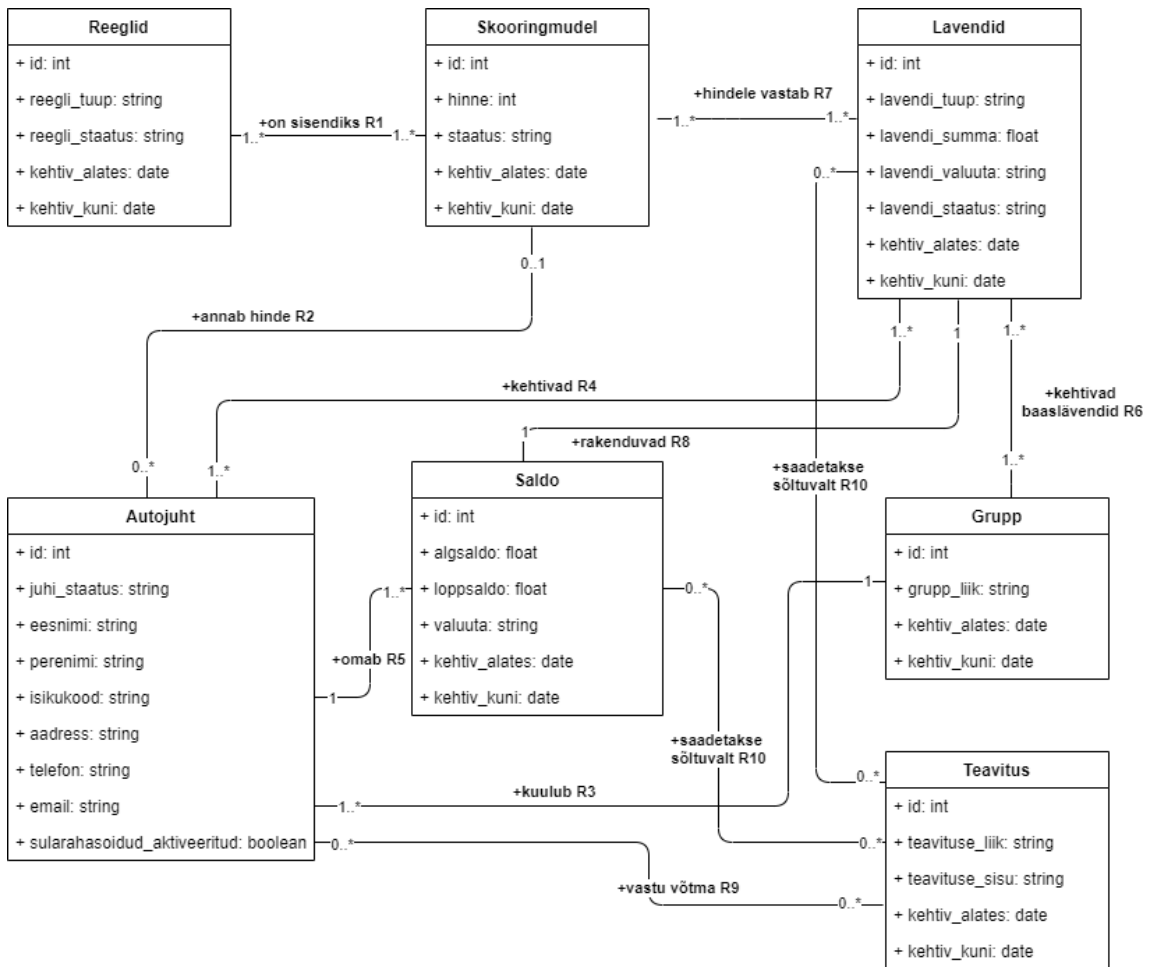 Reeglid
+ id: int
+ reegli_tuup: string
+ reegli_staatus: string
+ kehtiv_alates: date
+ kehtiv_kuni: date
+on sisendiks R1
1..*
1..*
Skooringmudel
+ id: int
+ hinne: int
+ staatus: string
+ kehtiv_alates: date
+ kehtiv_kuni: date
+hindele vastab R7
1..*
1..*
Lavendid
+ id: int
+ lavendi_tuup: string
+ lavendi_summa: float
+ lavendi_valuuta: string
+ lavendi_staatus: string
+ kehtiv_alates: date
+ kehtiv_kuni: date
0..*
0..1
+annab hinde R2
0..*
1..*
1
1..*
+kehtivad R4
1..*
+kehtivad
baaslävendid R6
1..*
1
+rakenduvad R8
+saadetakse
sõltuvalt R10
Autojuht
+ id: int
+ juhi_staatus: string
+ eesnimi: string
+ perenimi: string
+ isikukood: string
+ aadress: string
+ telefon: string
+ email: string
+ sularahasoidud_aktiveeritud: boolean
1..*
+omab R5
1
Saldo
+ id: int
+ algsaldo: float
+ loppsaldo: float
+ valuuta: string
+ kehtiv_alates: date
+ kehtiv_kuni: date
0..*
1
Grupp
+ id: int
+ grupp_liik: string
+ kehtiv_alates: date
+ kehtiv_kuni: date
+saadetakse
sõltuvalt R10
0..*
+kuulub R3
1..*
0..*
0..*
+vastu võtma R9
0..*
Teavitus
+ id: int
+ teavituse_liik: string
+ teavituse_sisu: string
+ kehtiv_alates: date
+ kehtiv_kuni: date